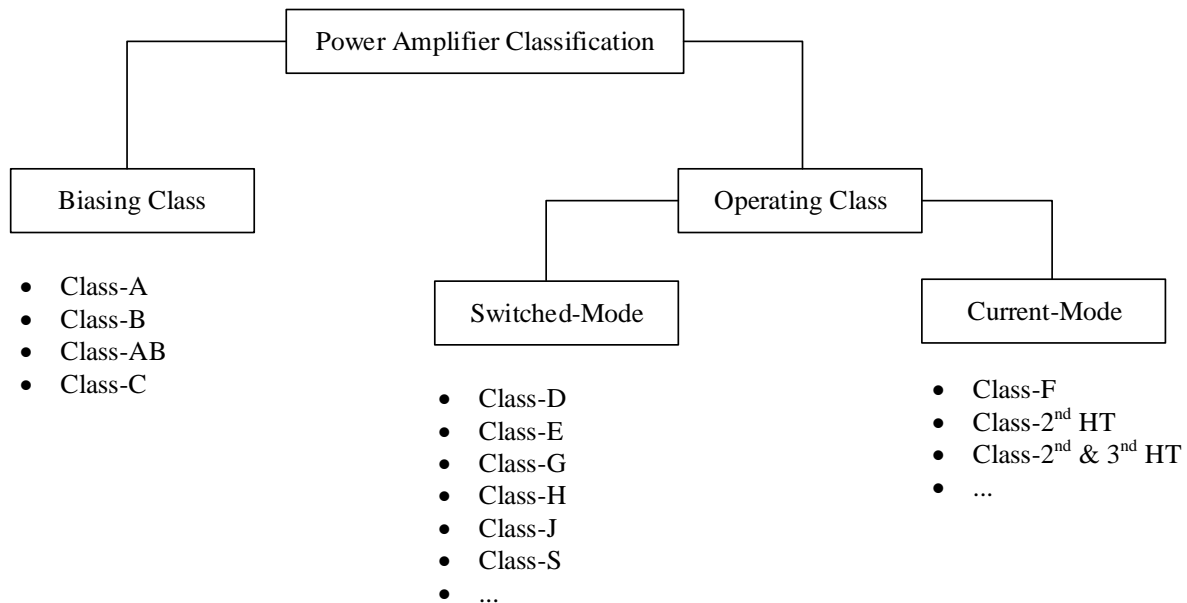 Power Amplifier Classification
Biasing Class
Operating Class
• Class-A
• Class-B
• Class-AB
• Class-C
Switched-Mode
Current-Mode
• Class-D
• Class-E
• Class-G
• Class-H
• Class-J
• Class-S
• ...
• Class-F
• Class-2nd HT
• Class-2nd & 3nd HT
• ...